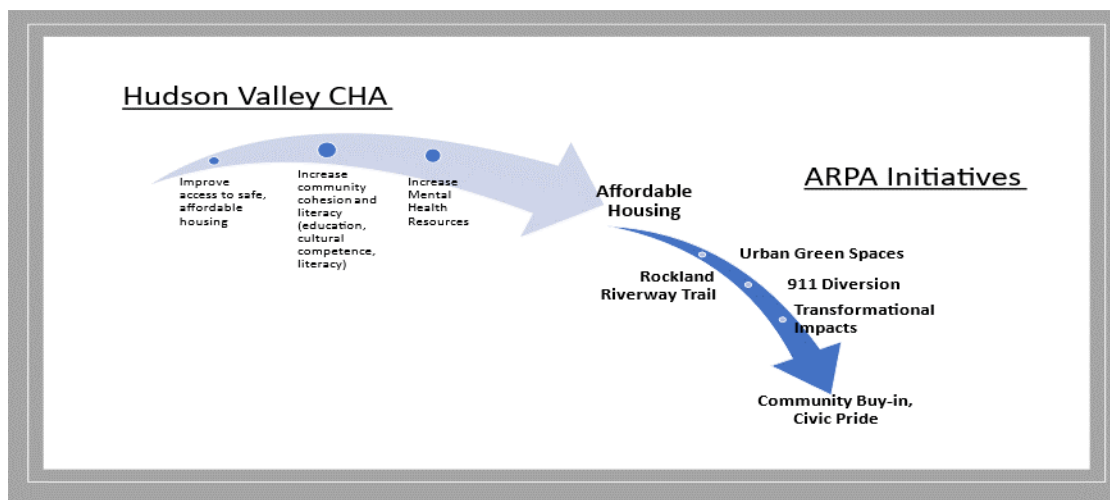 Hudson Valley CHA
Improve
access to safe,
affordable
housing
Increase
community
cohesion and
literacy
(education,
cultural
competence,
literacy)
Increase
Mental
Health
Resources
ARPA Initiatives
Affordable
Housing
Urban Green Spaces
Rockland
Riverway Trail
911 Diversion
Transformational
Impacts
Community Buy-in,
Civic Pride